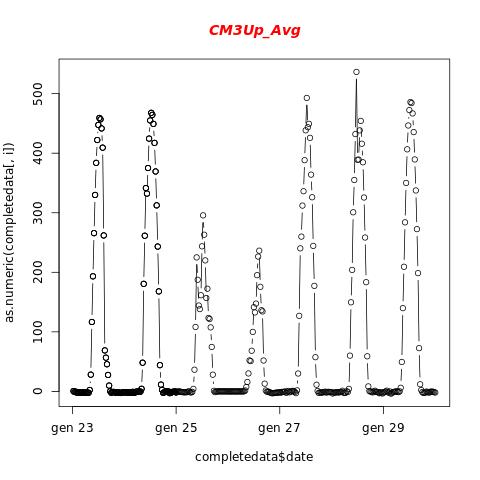 CM3Up_Avg
as.numeric(completedata[, i])
500
400
300
200
100
0
gen 23
gen 25
gen 27
gen 29
completedata$date